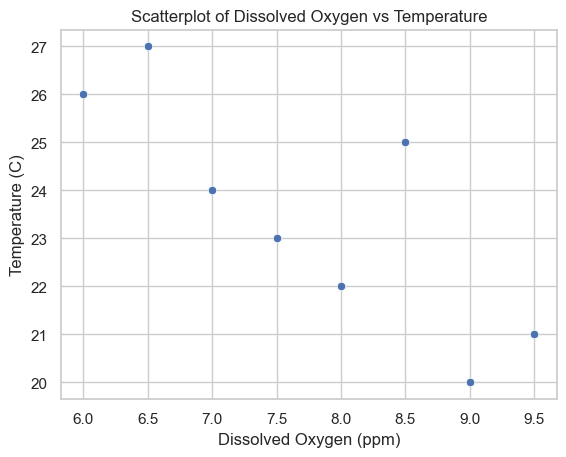 Scatterplot of Dissolved Oxygen vs Temperature
Temperature (C)
27
26
25
24
23
22
21
20
6.0 6.5 7.0 7.5 8.0 8.5 9.0 9.5
Dissolved Oxygen (ppm)